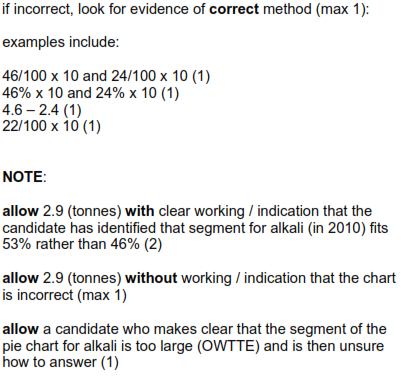 if incorrect, look for evidence of correct method (max 1):
examples include:
46/100 x 10 and 24/100 x 10 (1)
46% x 10 and 24% x 10 (1)
4.6 – 2.4 (1)
22/100 x 10 (1)
NOTE:
allow 2.9 (tonnes) with clear working / indication that the
candidate has identified that segment for alkali (in 2010) fits
53% rather than 46% (2)
allow 2.9 (tonnes) without working / indication that the chart
is incorrect (max 1)
allow a candidate who makes clear that the segment of the
pie chart for alkali is too large (OWTTE) and is then unsure
how to answer (1)